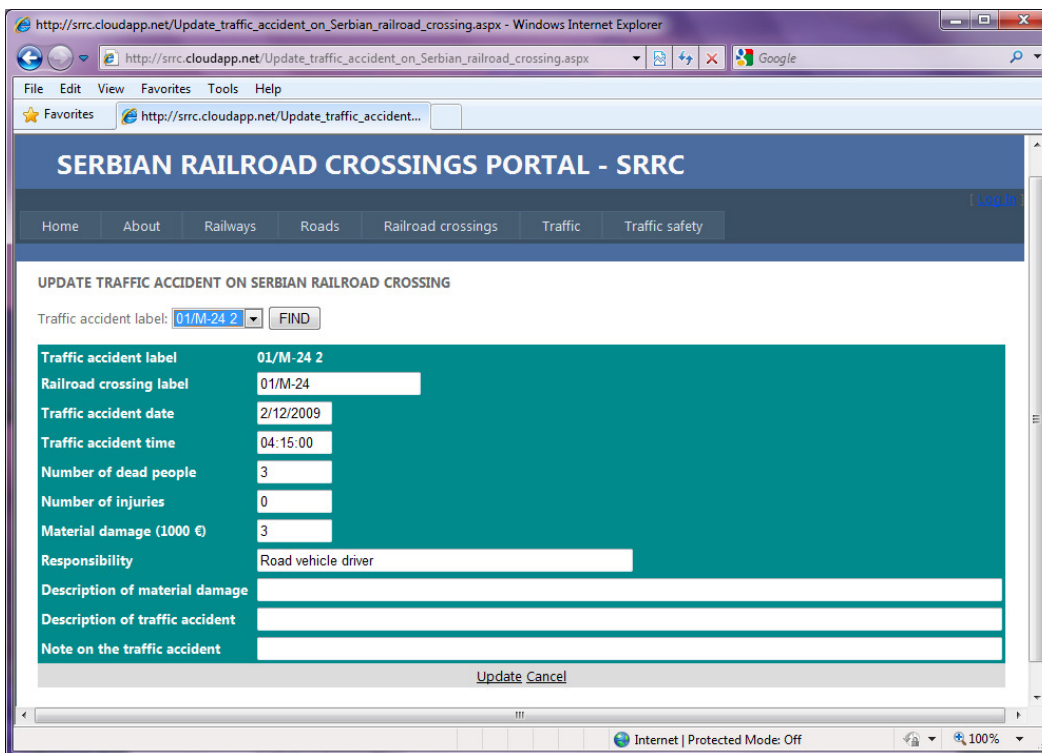 http://srrc.cloudapp.net/Update_traffic_accident_on_Serbian_railroad_crossing.aspx - Windows Internet Explorer
http://srrc.cloudapp.net/Update_traffic_accident_on_Serbian_railroad_crossing.aspx Google
File Edit View Favorites Tools Help
Favorites http://srrc.cloudapp.net/Update_traffic_accident...
SERBIAN RAILROAD CROSSINGS PORTAL - SRRC
[ Log In ]
Home About Railways Roads Railroad crossings Traffic Traffic safety
UPDATE TRAFFIC ACCIDENT ON SERBIAN RAILROAD CROSSING
Traffic accident label: 01/M-24 2 FIND
Traffic accident label 01/M-24 2
Railroad crossing label 01/M-24
Traffic accident date 2/12/2009
Traffic accident time 04:15:00
Number of dead people 3
Number of injuries 0
Material damage (1000 €) 3
Responsibility Road vehicle driver
Description of material damage
Description of traffic accident
Note on the traffic accident
Update Cancel
Internet | Protected Mode: Off 100%